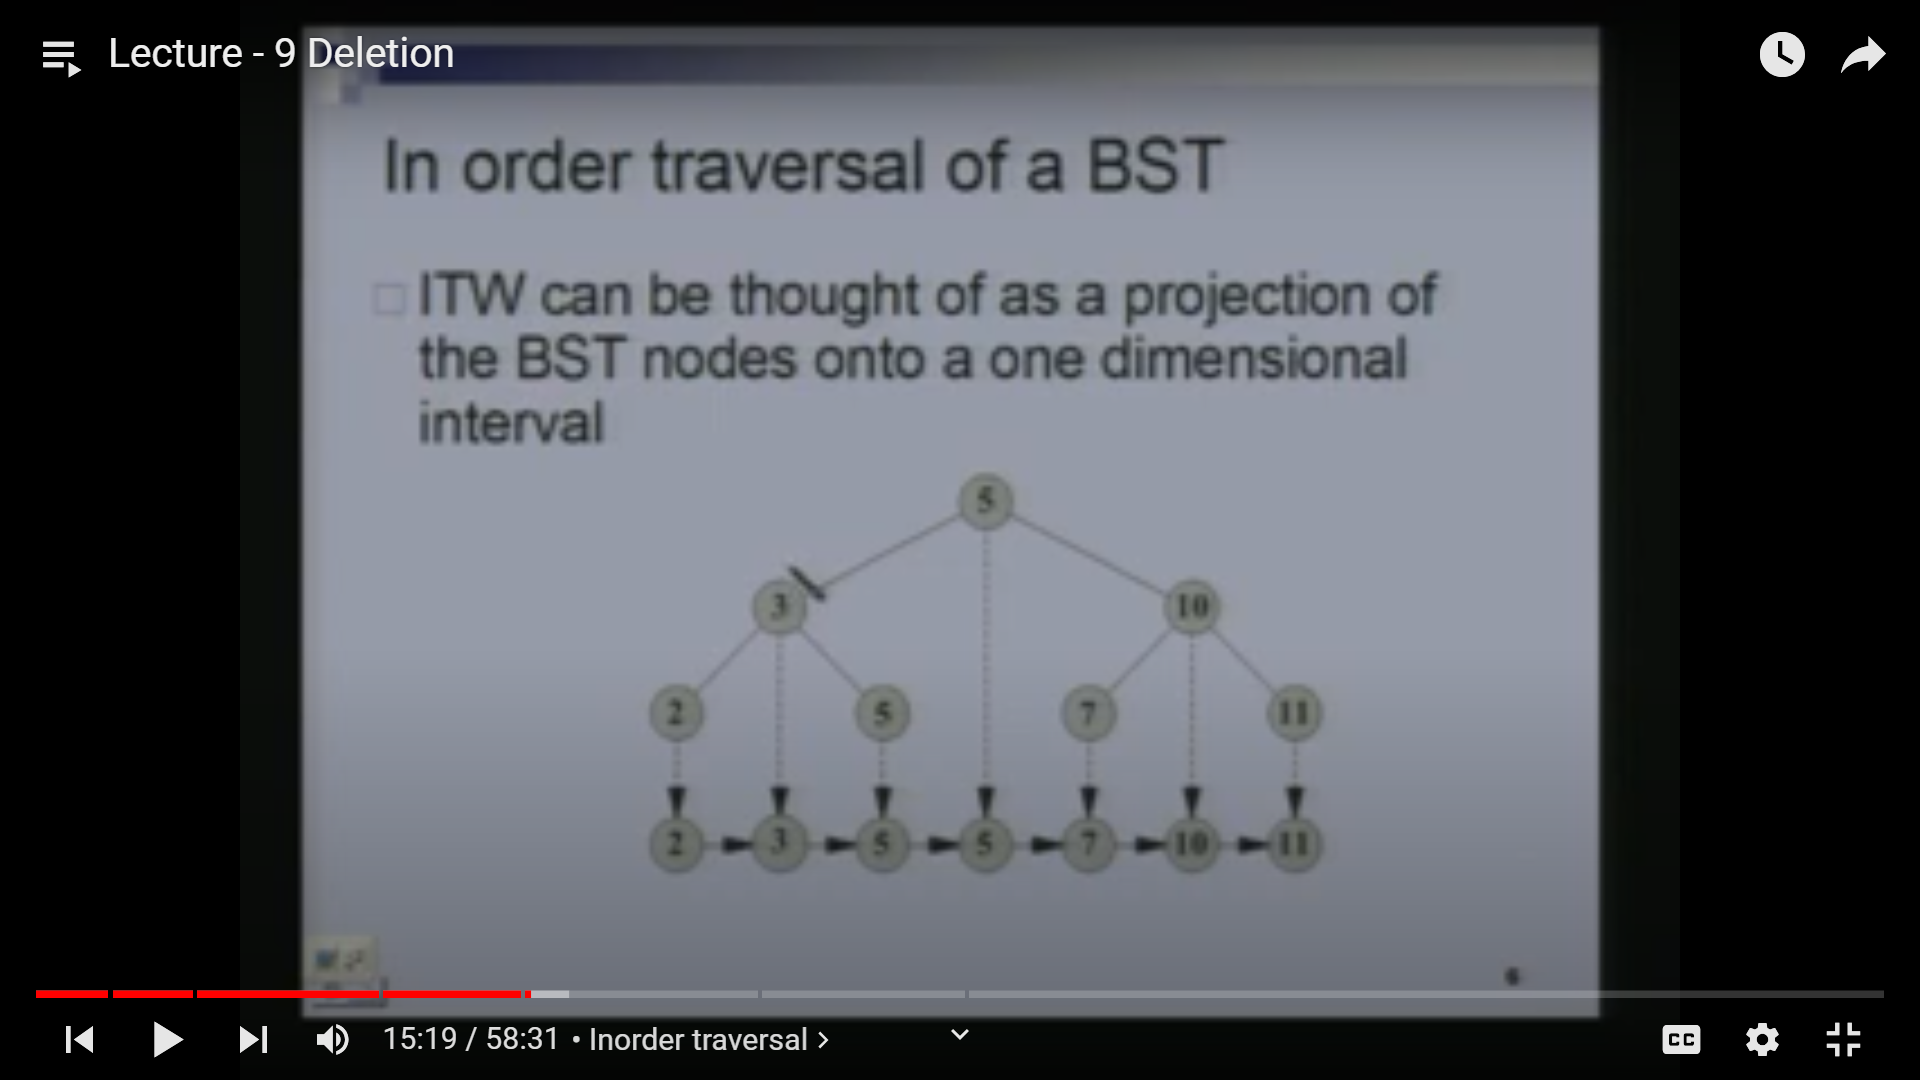 Lecture - 9 Deletion
In order traversal of a BST
ITW can be thought of as a projection of
the BST nodes onto a one dimensional
interval
5
3 10
2 5 7 11
2 3 5 5 7 10 11
6
15:19 / 58:31 • Inorder traversal >
CC